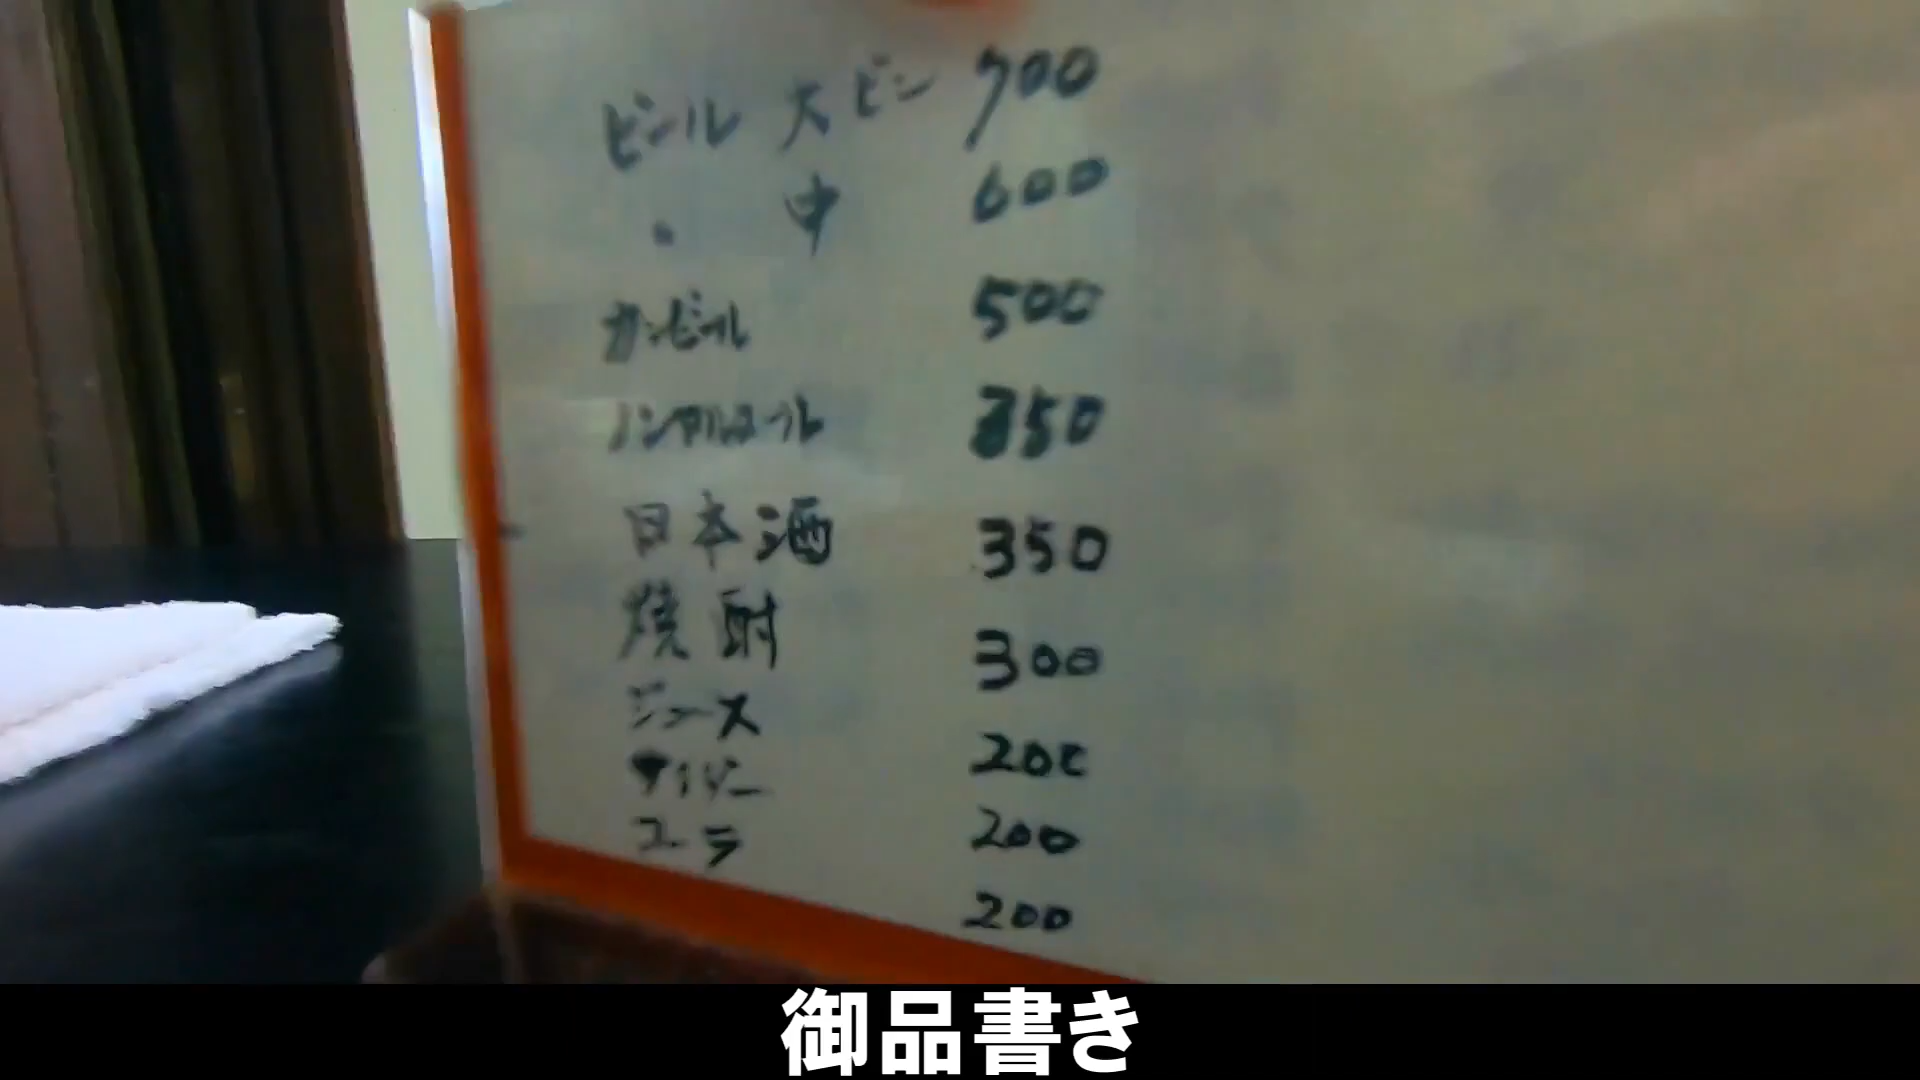 ビール 大ビン 700
〃 中 600
カンビール 500
ノンアルコール 350
日本酒 350
焼酎 300
ジュース 200
サイダー 200
コーラ 200
御品書き